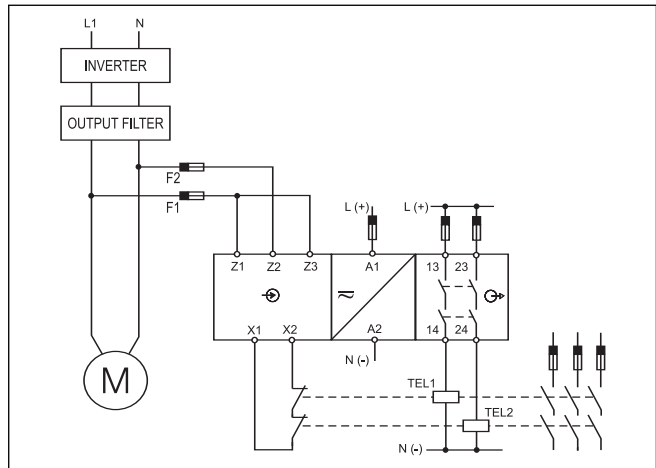 L1 N
INVERTER
OUTPUT FILTER
F2
F1
L (+) L (+)
Z1 Z2 Z3 A1 13 23
X1 X2 A2 14 24
N (-)
M
TEL1
TEL2
N (-)